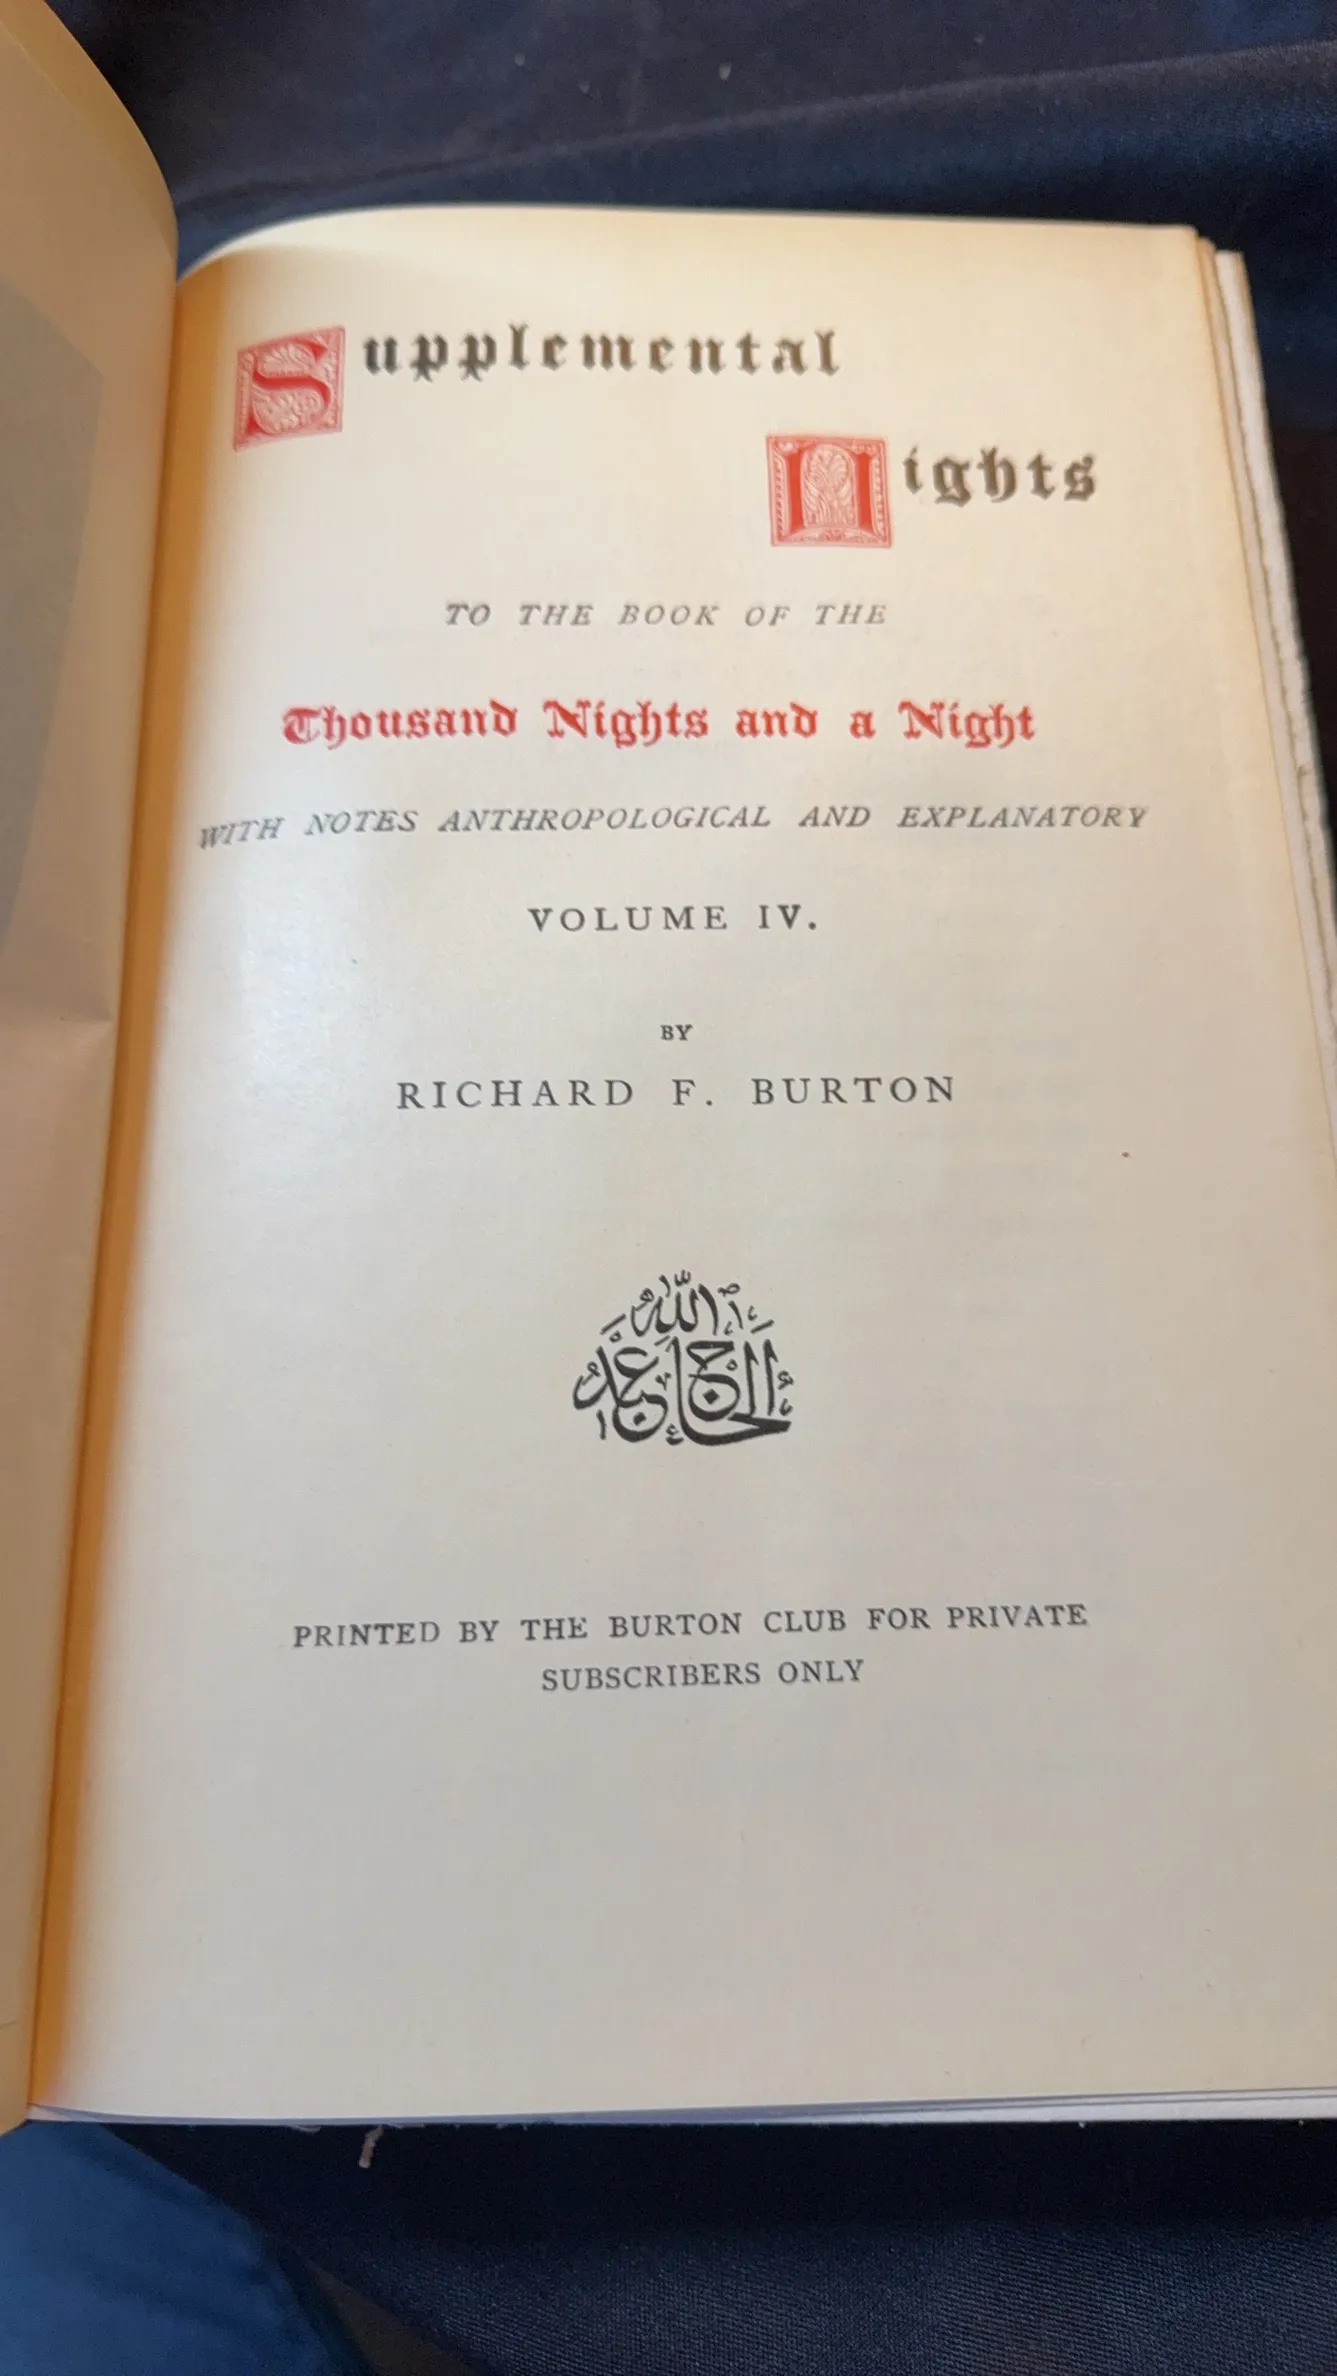 Supplemental
Nights
TO THE BOOK OF THE
Thousand Nights and a Night
WITH NOTES ANTHROPOLOGICAL AND EXPLANATORY
VOLUME IV.
BY
RICHARD F. BURTON
الحاج عبد الله
PRINTED BY THE BURTON CLUB FOR PRIVATE
SUBSCRIBERS ONLY